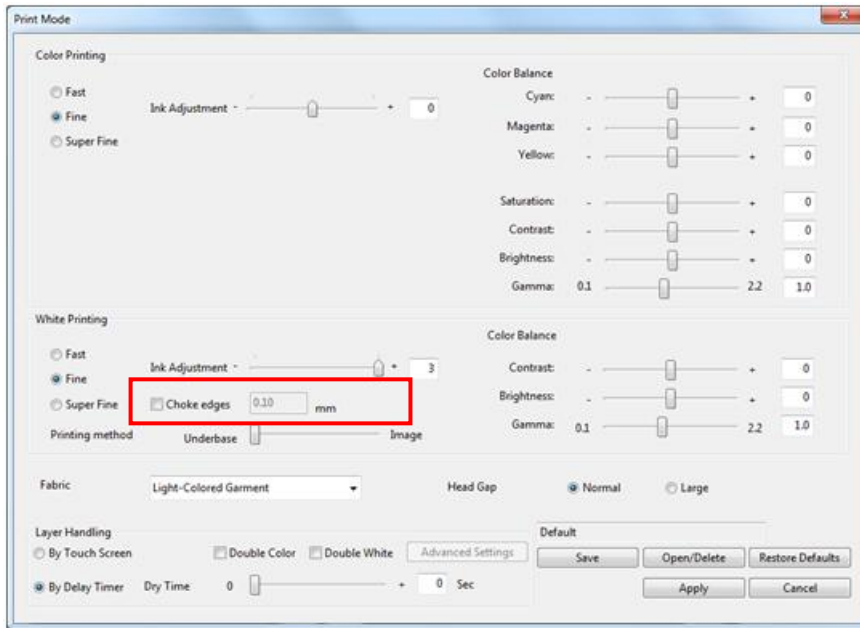 Print Mode
Color Printing
Fast
Fine
Super Fine
Ink Adjustment - + 0
Color Balance
Cyan: - + 0
Magenta: - + 0
Yellow: - + 0
Saturation: - + 0
Contrast: - + 0
Brightness: - + 0
Gamma: 0.1 2.2 1.0
White Printing
Fast
Fine
Super Fine
Ink Adjustment - + 3
Choke edges 0.10 mm
Printing method Underbase Image
Color Balance
Contrast: - + 0
Brightness: - + 0
Gamma: 0.1 2.2 1.0
Fabric Light-Colored Garment
Head Gap Normal Large
Layer Handling
By Touch Screen Double Color Double White Advanced Settings
By Delay Timer Dry Time 0 + 0 Sec
Default
Save Open/Delete Restore Defaults
Apply Cancel